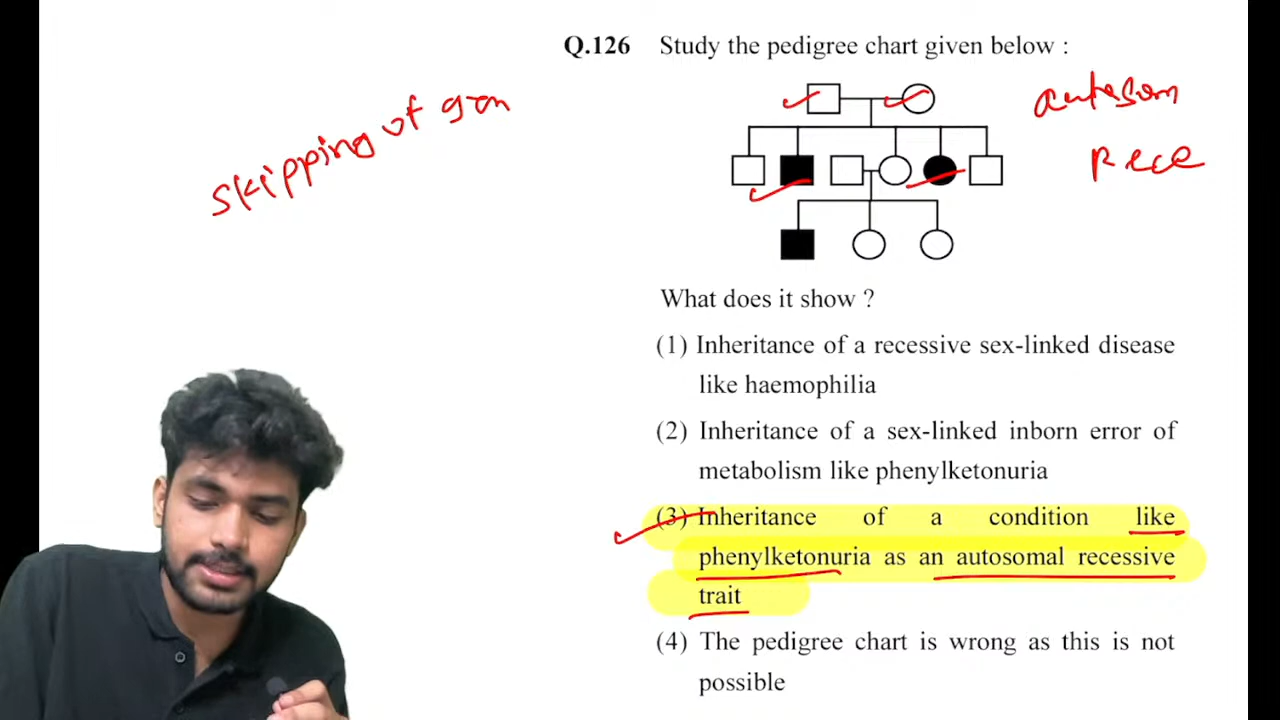 Q.126 Study the pedigree chart given below :
skipping of gen
autosom
Rece
What does it show ?
(1) Inheritance of a recessive sex-linked disease
like haemophilia
(2) Inheritance of a sex-linked inborn error of
metabolism like phenylketonuria
(3) Inheritance of a condition like
phenylketonuria as an autosomal recessive
trait
(4) The pedigree chart is wrong as this is not
possible